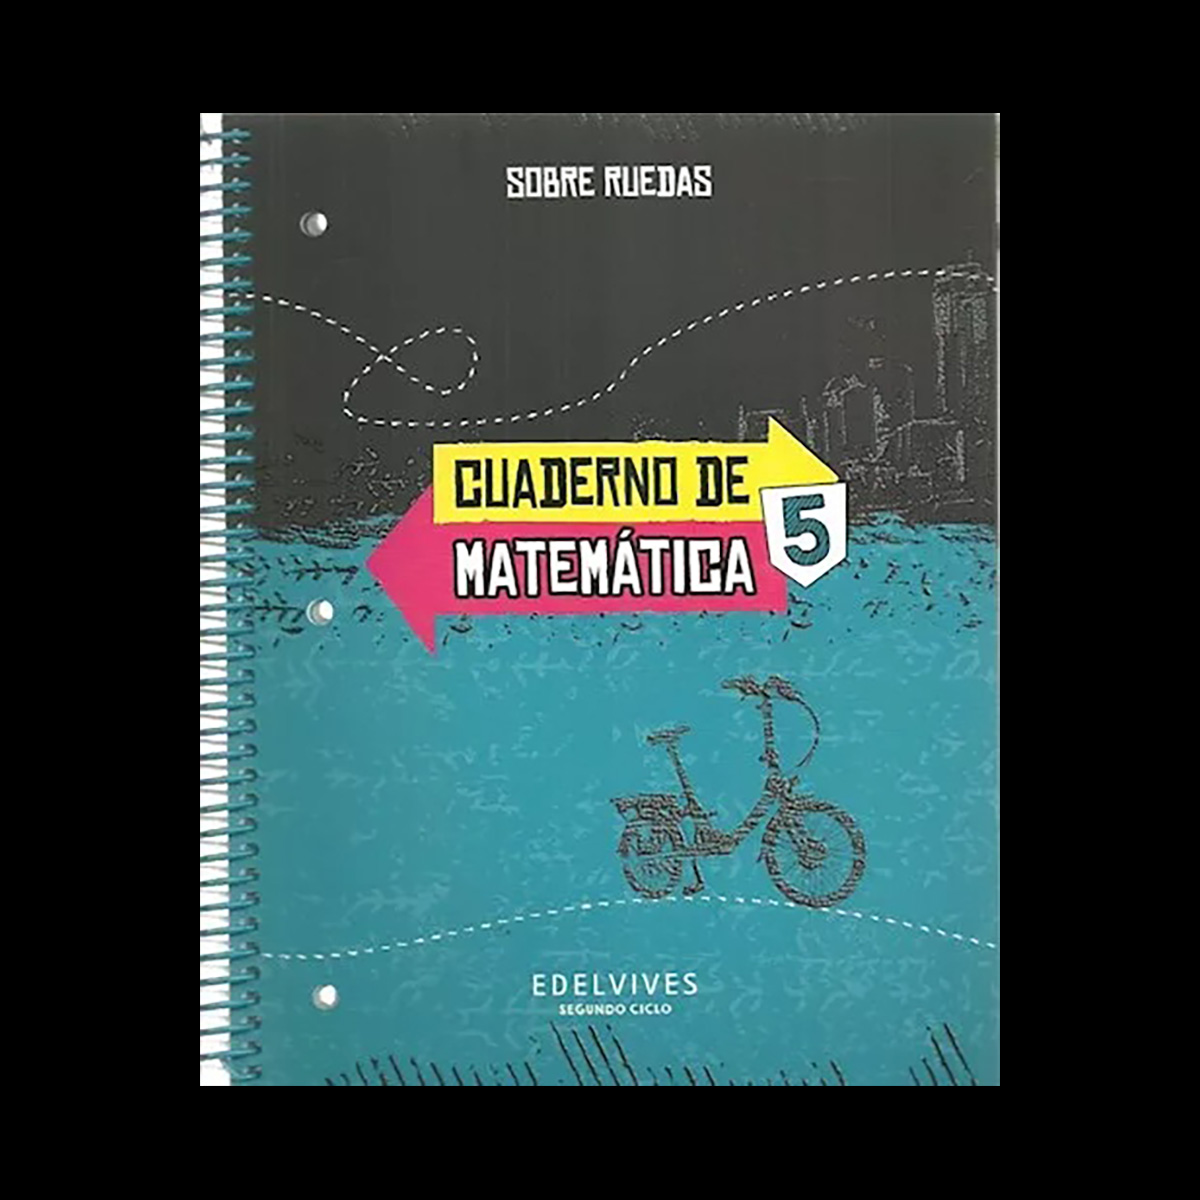 SOBRE RUEDAS
CUADERNO DE
MATEMÁTICA
5
EDELVIVES
SEGUNDO CICLO